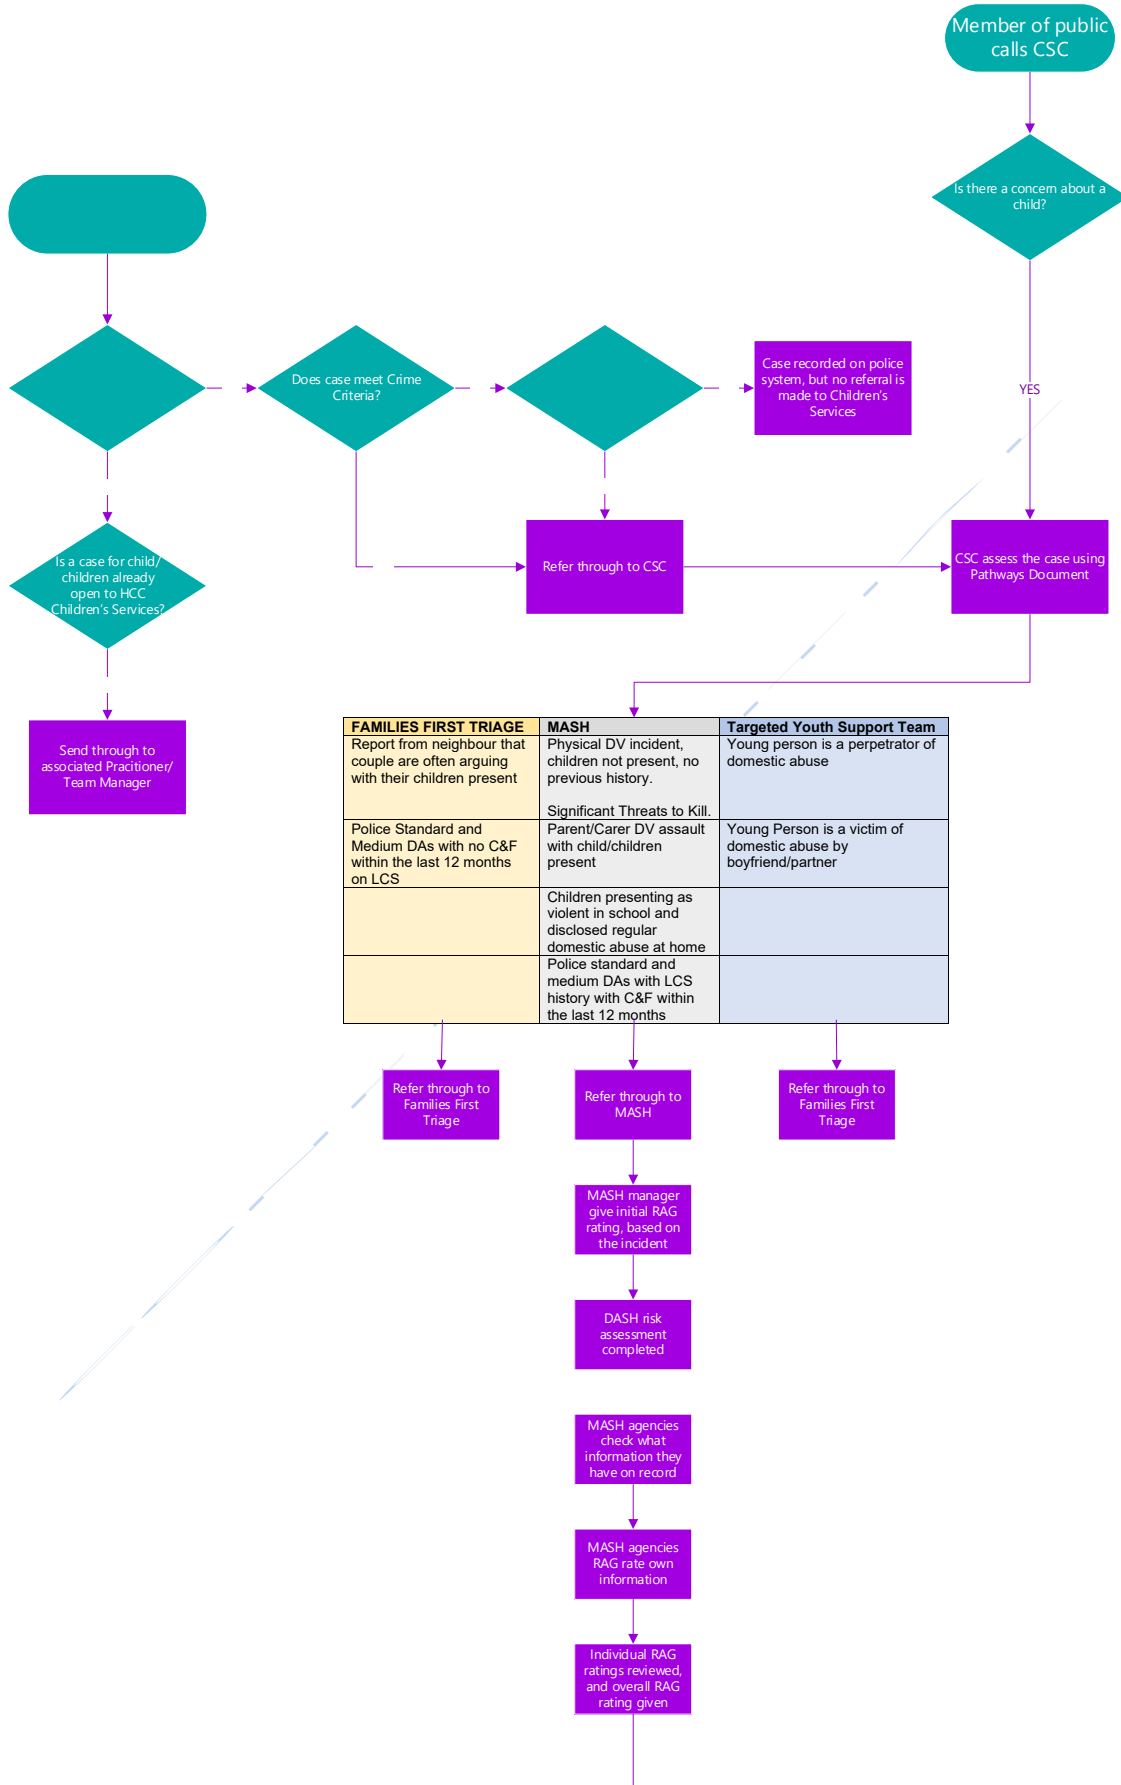 Member of public
calls CSC
Is there a concern about a
child?
Does case meet Crime
Criteria?
Case recorded on police
system, but no referral is
made to Children's
Services
YES
Is a case for child/
children already
open to HCC
Children's Services?
Refer through to CSC
CSC assess the case using
Pathways Document
Send through to
associated Pracitioner/
Team Manager
FAMILIES FIRST TRIAGE
MASH
Targeted Youth Support Team
Report from neighbour that
couple are often arguing
with their children present
Physical DV incident,
children not present, no
previous history.
Significant Threats to Kill.
Young person is a perpetrator of
domestic abuse
Police Standard and
Medium DAs with no C&F
within the last 12 months
on LCS
Parent/Carer DV assault
with child/children
present
Young Person is a victim of
domestic abuse by
boyfriend/partner
Children presenting as
violent in school and
disclosed regular
domestic abuse at home
Police standard and
medium DAs with LCS
history with C&F within
the last 12 months
Refer through to
Families First
Triage
Refer through to
MASH
Refer through to
Families First
Triage
MASH manager
give initial RAG
rating, based on
the incident
DASH risk
assessment
completed
MASH agencies
check what
information they
have on record
MASH agencies
RAG rate own
information
Individual RAG
ratings reviewed,
and overall RAG
rating given